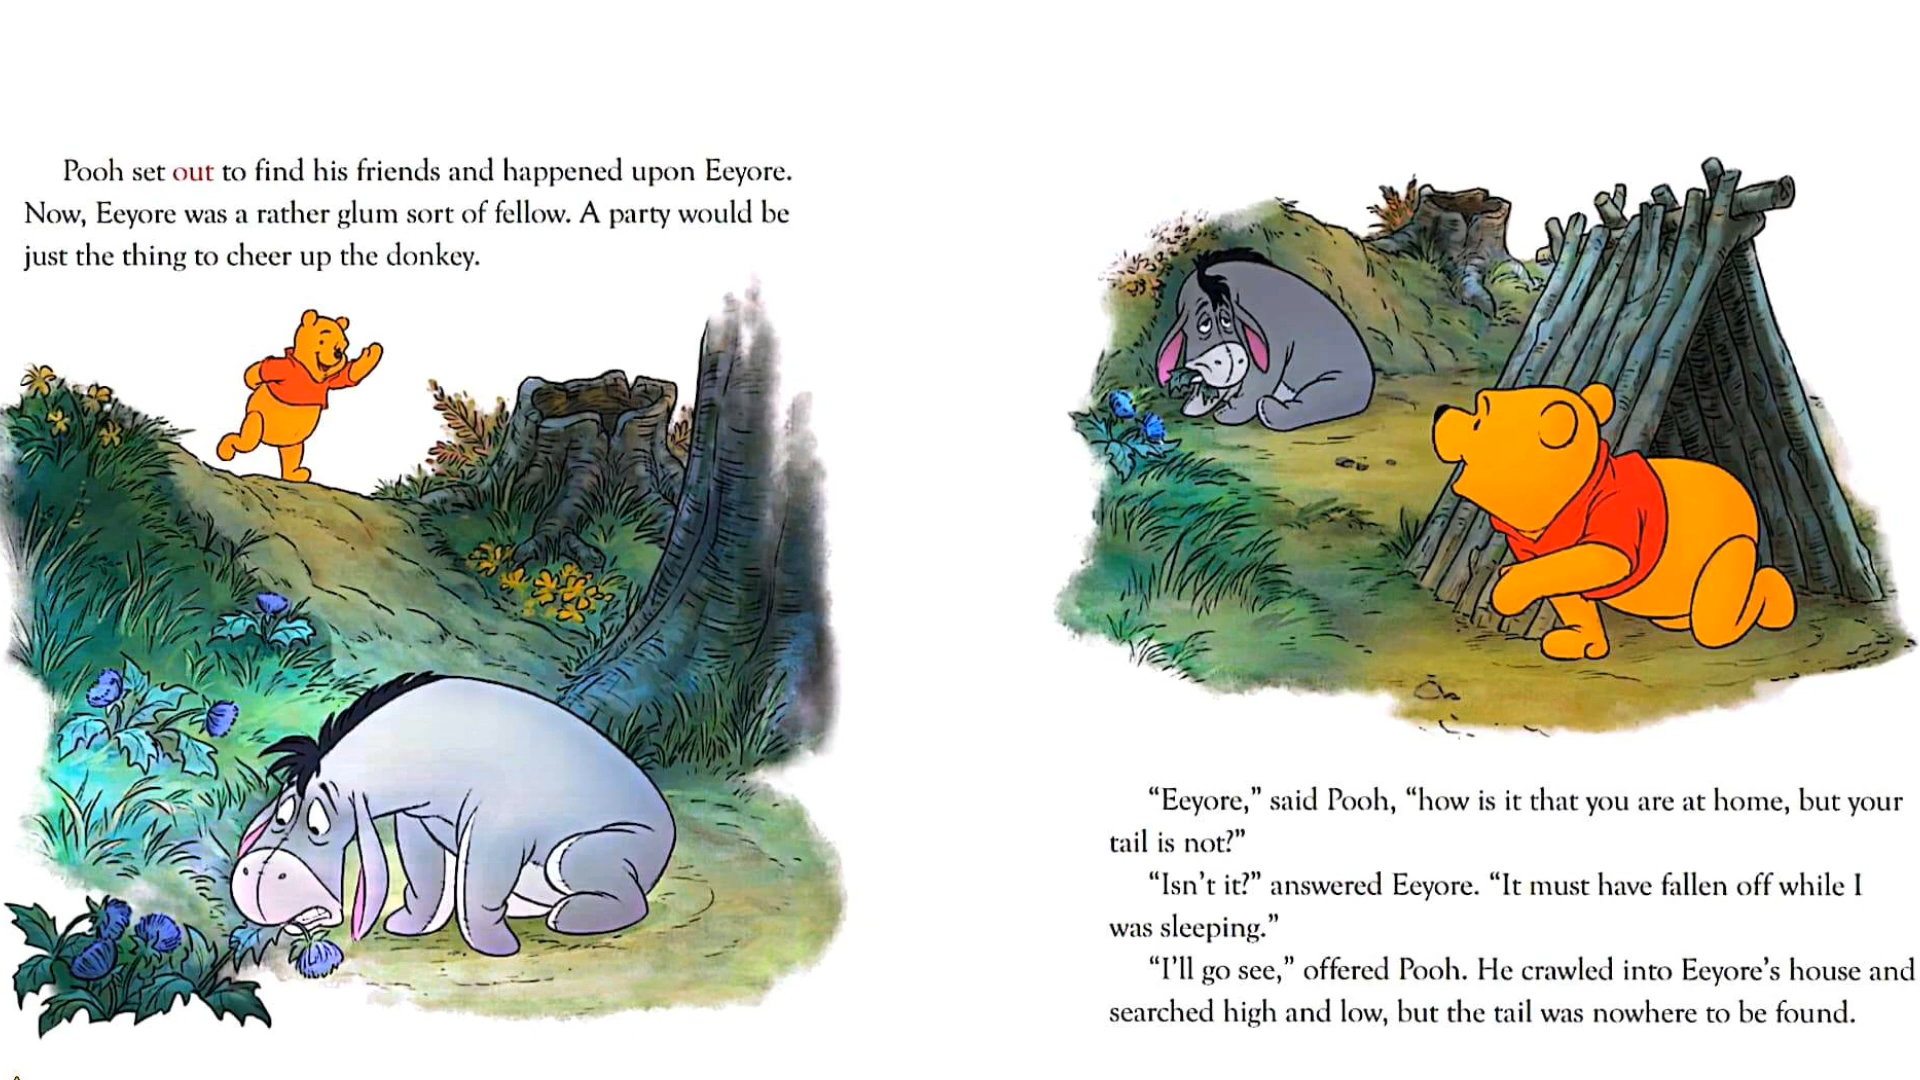 Pooh set out to find his friends and happened upon Eeyore.
Now, Eeyore was a rather glum sort of fellow. A party would be
just the thing to cheer up the donkey.
“Eeyore,” said Pooh, “how is it that you are at home, but your
tail is not?”
“Isn’t it?” answered Eeyore. “It must have fallen off while I
was sleeping.”
“I’ll go see,” offered Pooh. He crawled into Eeyore’s house and
searched high and low, but the tail was nowhere to be found.